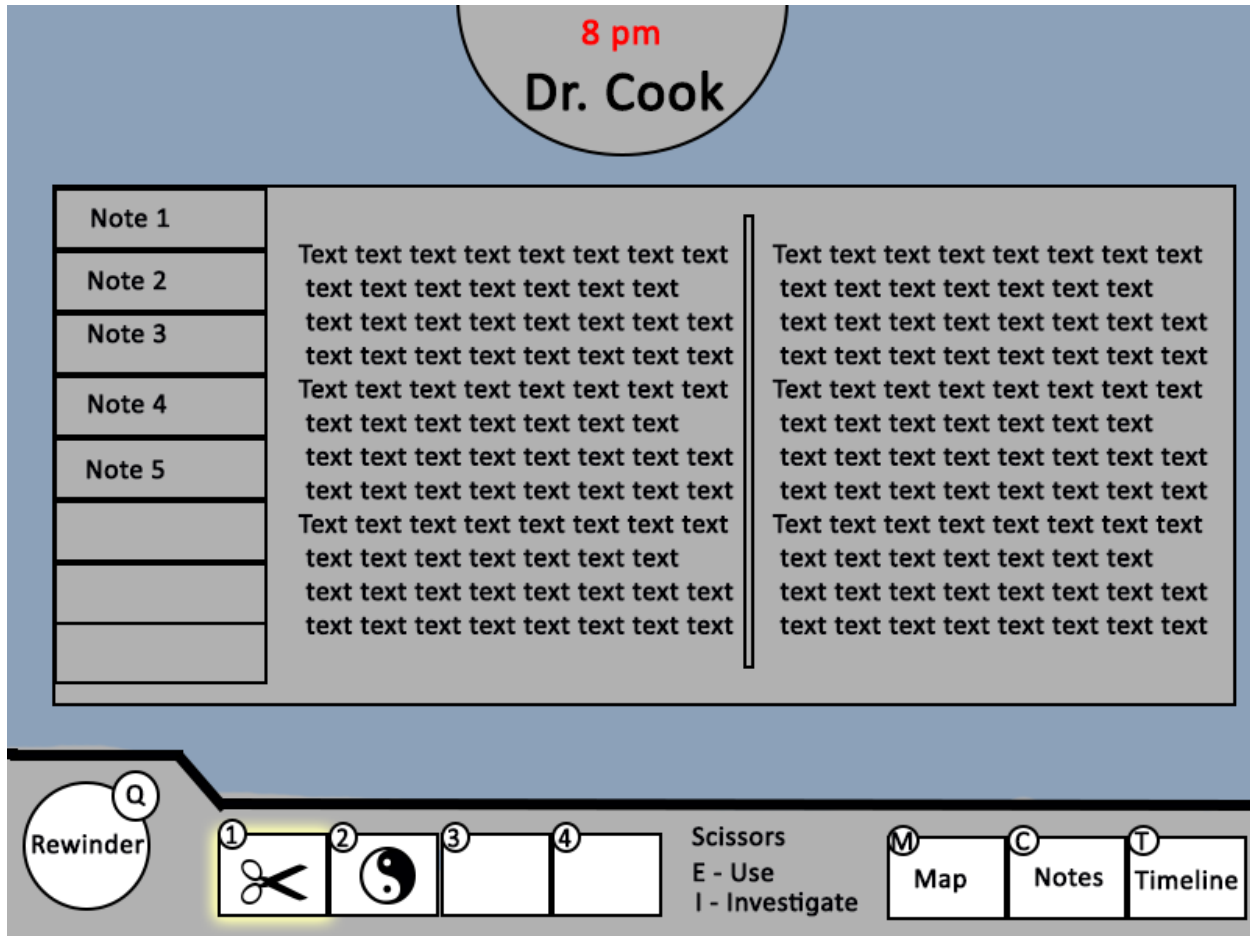 8 pm
Dr. Cook
Note 1
Note 2
Note 3
Note 4
Note 5
Text text text text text text text text
text text text text text text text
text text text text text text text text
text text text text text text text text
Text text text text text text text text
text text text text text text text
text text text text text text text text
text text text text text text text text
Text text text text text text text text
text text text text text text text
text text text text text text text text
text text text text text text text text
Text text text text text text text text
text text text text text text text
text text text text text text text text
text text text text text text text text
Text text text text text text text text
text text text text text text text
text text text text text text text text
text text text text text text text text
Text text text text text text text text
text text text text text text text
text text text text text text text text
text text text text text text text text
Q
Rewinder
1
2
3
4
Scissors
E - Use
I - Investigate
M
Map
C
Notes
T
Timeline